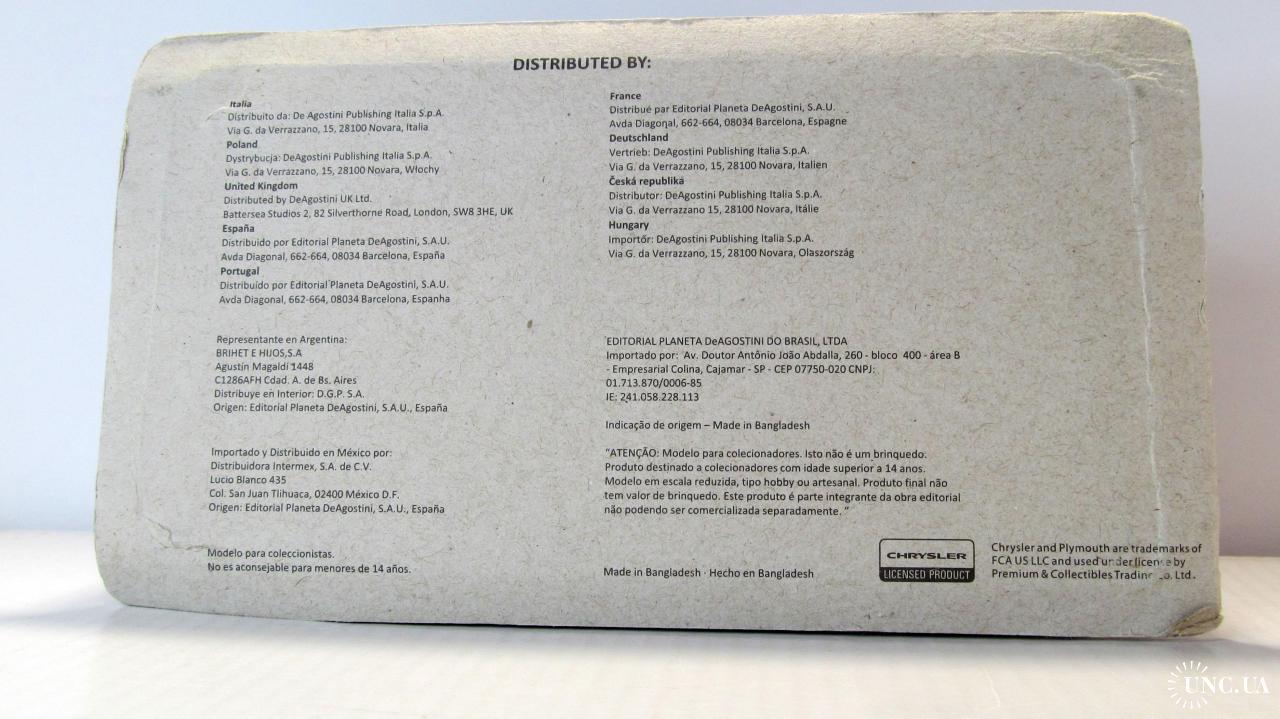 DISTRIBUTED BY:
Italia
Distribuito da: De Agostini Publishing Italia S.p.A.
Via G. da Verrazzano, 15, 28100 Novara, Italia
Poland
Dystrybucja: DeAgostini Publishing Italia S.p.A.
Via G. da Verrazzano, 15, 28100 Novara, Włochy
United Kingdom
Distributed by DeAgostini UK Ltd.
Battersea Studios 2, 82 Silverthorne Road, London, SW8 3HE, UK
España
Distribuido por Editorial Planeta DeAgostini, S.A.U.
Avda Diagonal, 662-664, 08034 Barcelona, España
Portugal
Distribuído por Editorial Planeta DeAgostini, S.A.U.
Avda Diagonal, 662-664, 08034 Barcelona, Espanha
France
Distribué par Editorial Planeta DeAgostini, S.A.U.
Avda Diagonal, 662-664, 08034 Barcelona, Espagne
Deutschland
Vertrieb: DeAgostini Publishing Italia S.p.A.
Via G. da Verrazzano, 15, 28100 Novara, Italien
Česká republika
Distributor: DeAgostini Publishing Italia S.p.A.
Via G. da Verrazzano 15, 28100 Novara, Itálie
Hungary
Importőr: DeAgostini Publishing Italia S.p.A.
Via G. da Verrazzano, 15, 28100 Novara, Olaszország
Representante en Argentina:
BRIHET E HIJOS,S.A
Agustín Magaldi 1448
C1286AFH Cdad. A. de Bs. Aires
Distribuye en Interior: D.G.P. S.A.
Origen: Editorial Planeta DeAgostini, S.A.U., España
Importado y Distribuido en México por:
Distribuidora Intermex, S.A. de C.V.
Lucio Blanco 435
Col. San Juan Tlihuaca, 02400 México D.F.
Origen: Editorial Planeta DeAgostini, S.A.U., España
Modelo para coleccionistas.
No es aconsejable para menores de 14 años.
EDITORIAL PLANETA DeAGOSTINI DO BRASIL, LTDA
Importado por: Av. Doutor Antônio João Abdalla, 260 - bloco 400 - área B
- Empresarial Colina, Cajamar - SP - CEP 07750-020 CNPJ:
01.713.870/0006-85
IE: 241.058.228.113
Indicação de origem – Made in Bangladesh
"ATENÇÃO: Modelo para colecionadores. Isto não é um brinquedo.
Produto destinado a colecionadores com idade superior a 14 anos.
Modelo em escala reduzida, tipo hobby ou artesanal. Produto final não
tem valor de brinquedo. Este produto é parte integrante da obra editorial
não podendo ser comercializada separadamente. "
Made in Bangladesh · Hecho en Bangladesh
CHRYSLER
LICENSED PRODUCT
Chrysler and Plymouth are trademarks of
FCA US LLC and used under license by
Premium & Collectibles Trading Co. Ltd.
UNC.UA